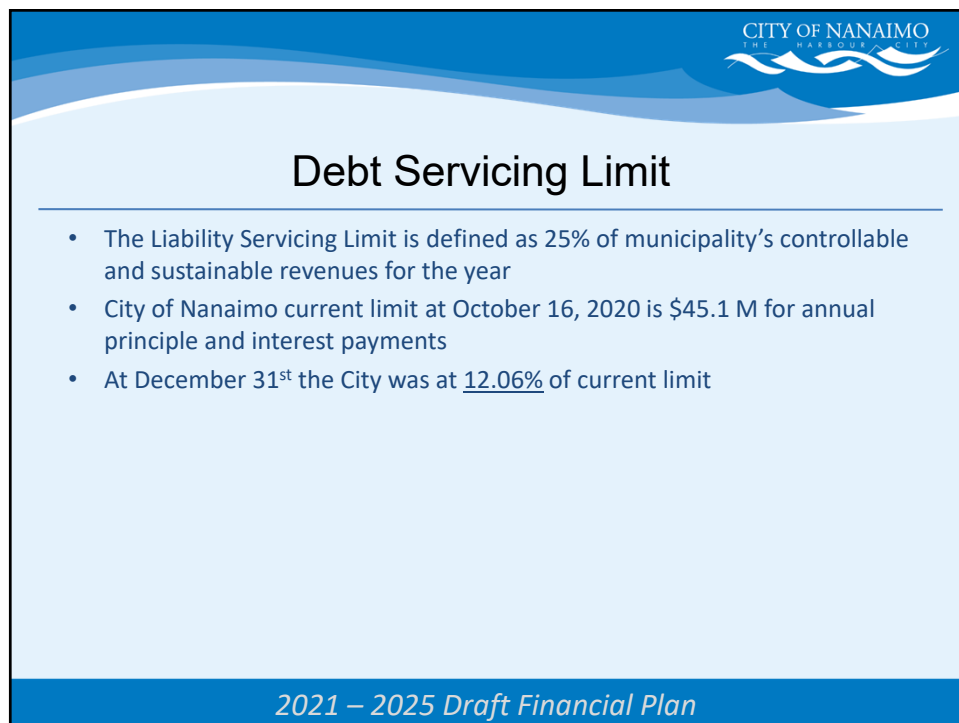 CITY OF NANAIMO
THE HARBOUR CITY
Debt Servicing Limit
• The Liability Servicing Limit is defined as 25% of municipality’s controllable
and sustainable revenues for the year
• City of Nanaimo current limit at October 16, 2020 is $45.1 M for annual
principle and interest payments
• At December 31st the City was at 12.06% of current limit
2021 – 2025 Draft Financial Plan